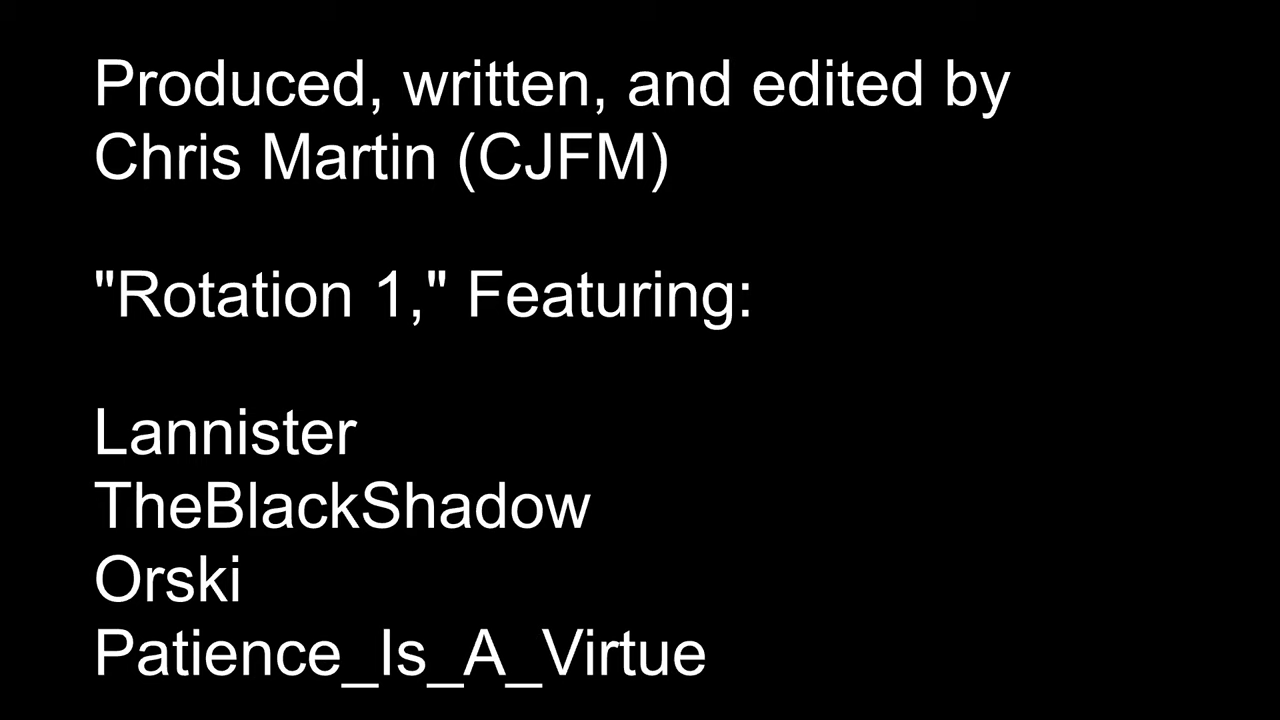 Produced, written, and edited by
Chris Martin (CJFM)
"Rotation 1," Featuring:
Lannister
TheBlackShadow
Orski
Patience_Is_A_Virtue